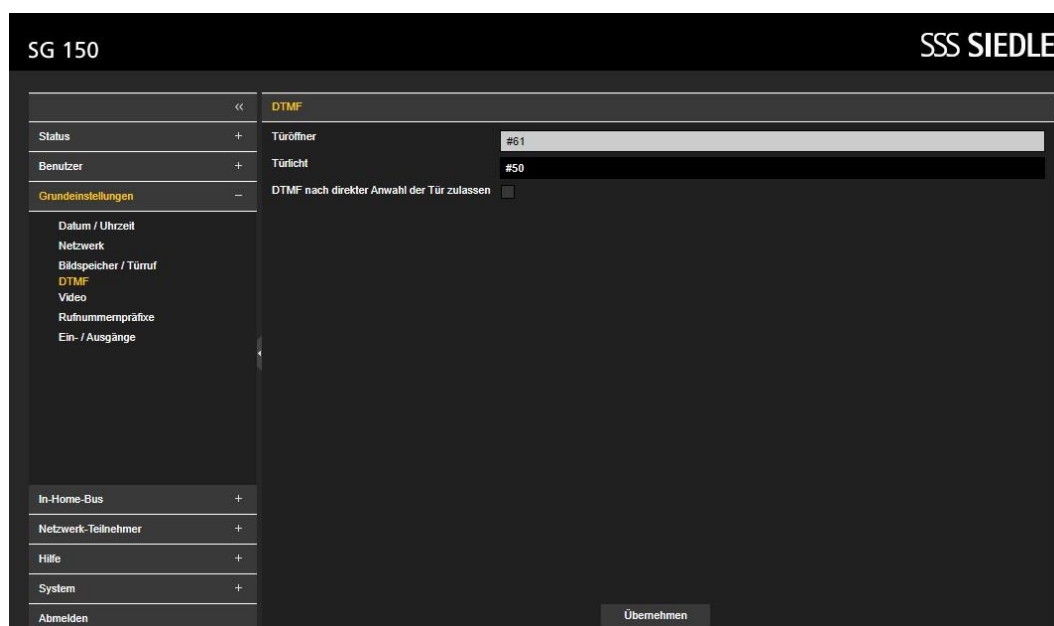 SG 150
SSS SIEDLE
«
DTMF
Status +
Türöffner
#61
Benutzer +
Türlicht
#50
Grundeinstellungen –
DTMF nach direkter Anwahl der Tür zulassen
Datum / Uhrzeit
Netzwerk
Bildspeicher / Türruf
DTMF
Video
Rufnummernpräfixe
Ein- / Ausgänge
In-Home-Bus +
Netzwerk-Teilnehmer +
Hilfe +
System +
Abmelden
Übernehmen